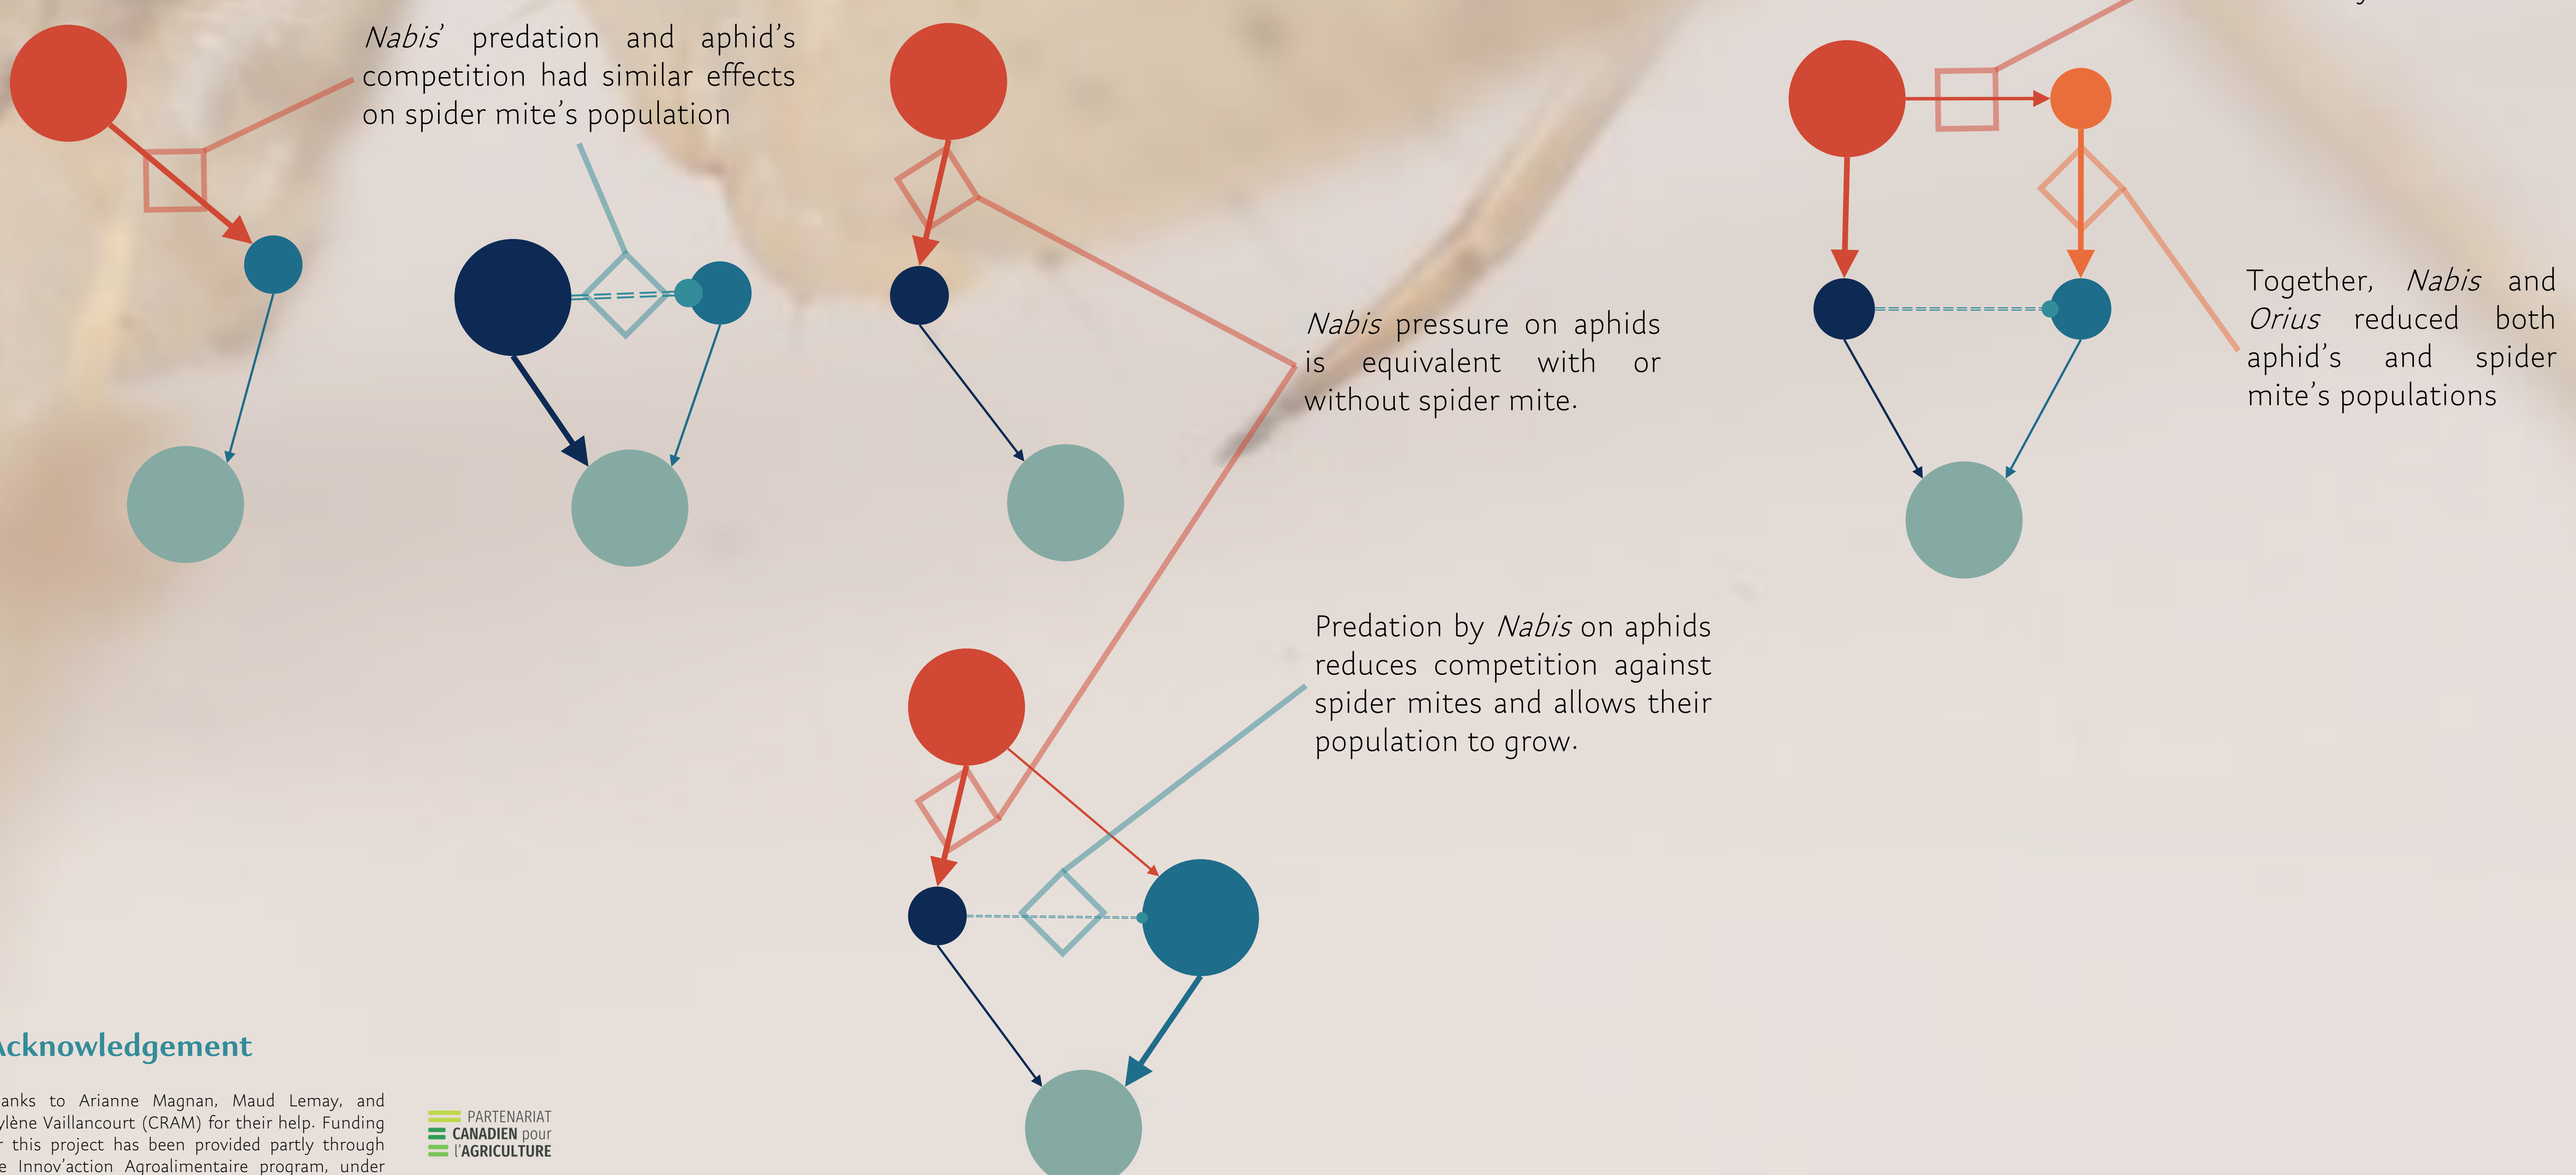 Nabis' predation and aphid's
competition had similar effects
on spider mite's population
Nabis pressure on aphids
is equivalent with or
without spider mite.
Together, Nabis and
Orius reduced both
aphid's and spider
mite's populations
Predation by Nabis on aphids
reduces competition against
spider mites and allows their
population to grow.
Acknowledgement
to Arianne Magnan, Maud Lemay, and
Vaillancourt (CRAM) for their help. Funding
this project has been provided partly through
Innov'action Agroalimentaire program, under
PARTENARIAT
CANADIEN pour
l'AGRICULTURE